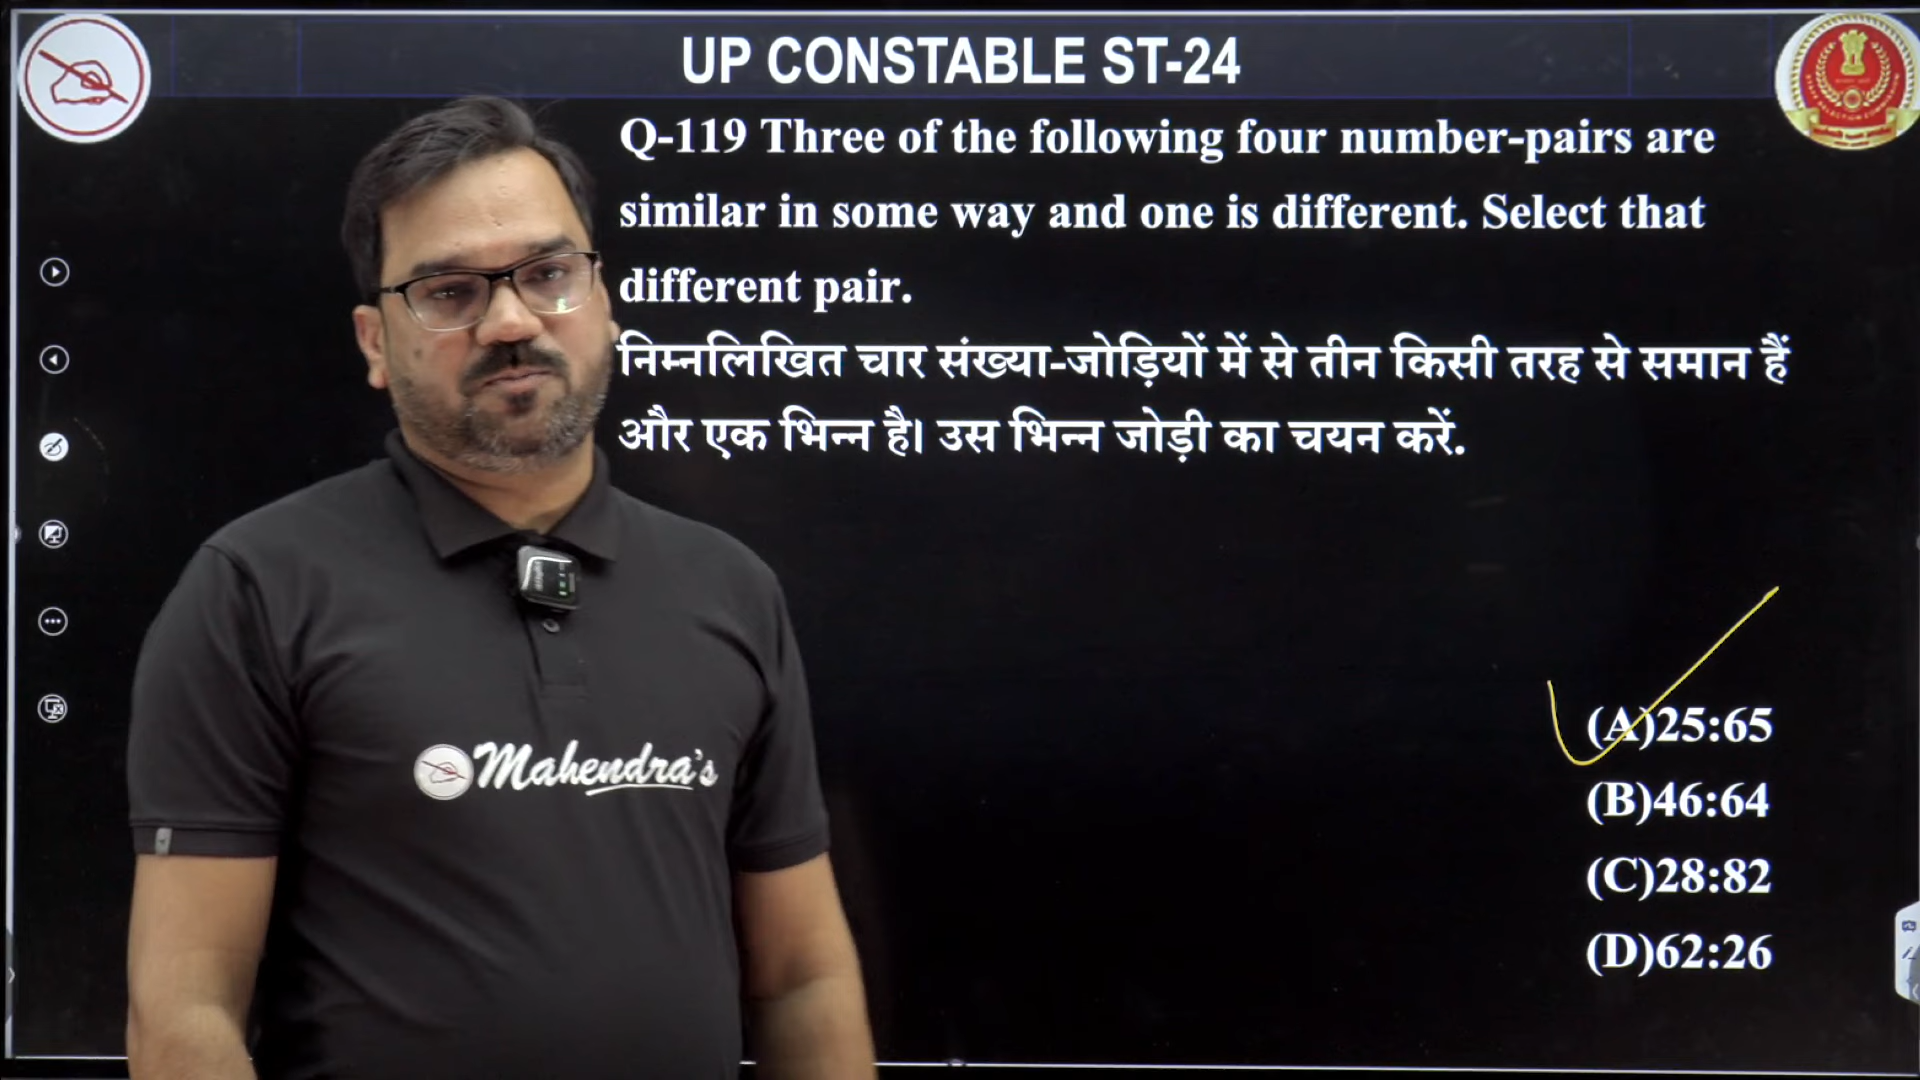 UP CONSTABLE ST-24
Q-119 Three of the following four number-pairs are
similar in some way and one is different. Select that
different pair.
निम्नलिखित चार संख्या-जोड़ियों में से तीन किसी तरह से समान हैं
और एक भिन्न है। उस भिन्न जोड़ी का चयन करें.
(A)25:65
(B)46:64
(C)28:82
(D)62:26
Mahendra's